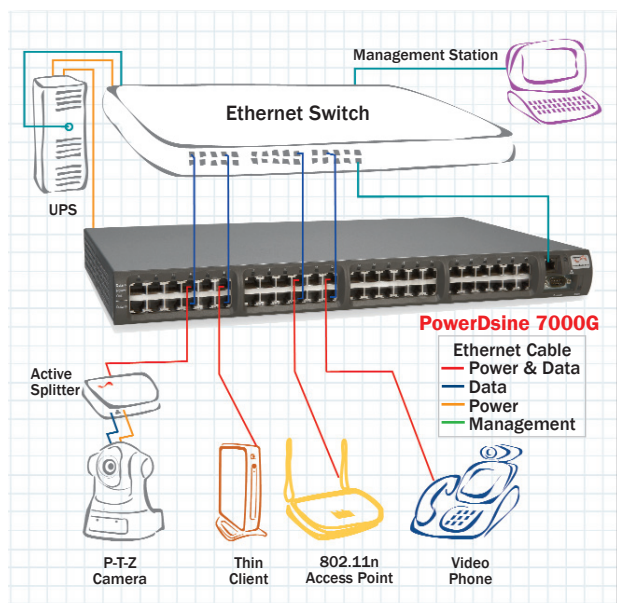 Management Station
Ethernet Switch
UPS
PowerDsine 7000G
Ethernet Cable
Power & Data
Data
Power
Management
Active
Splitter
P-T-Z
Camera
Thin
Client
802.11n
Access Point
Video
Phone